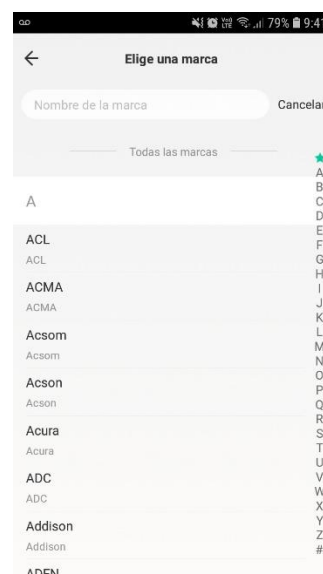 79% 9:41
Elige una marca
Nombre de la marca
Cancelar
Todas las marcas
A
ACL
ACL
ACMA
ACMA
Acsom
Acsom
Acson
Acson
Acura
Acura
ADC
ADC
Addison
Addison
ADEN
A
B
C
D
E
F
G
H
I
J
K
L
M
N
O
P
Q
R
S
T
U
V
W
X
Y
Z
#